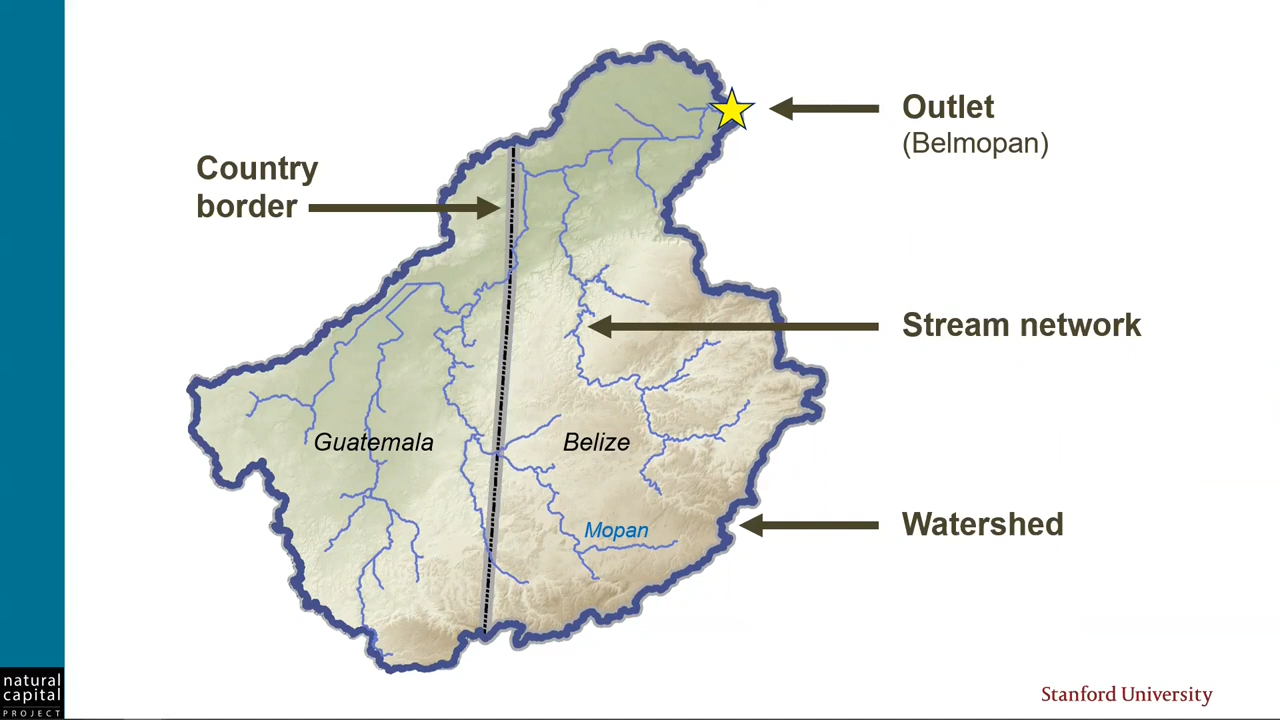 Outlet
(Belmopan)
Country
border
Stream network
Guatemala
Belize
Mopan
Watershed
natural
capital
PROJECT
Stanford University